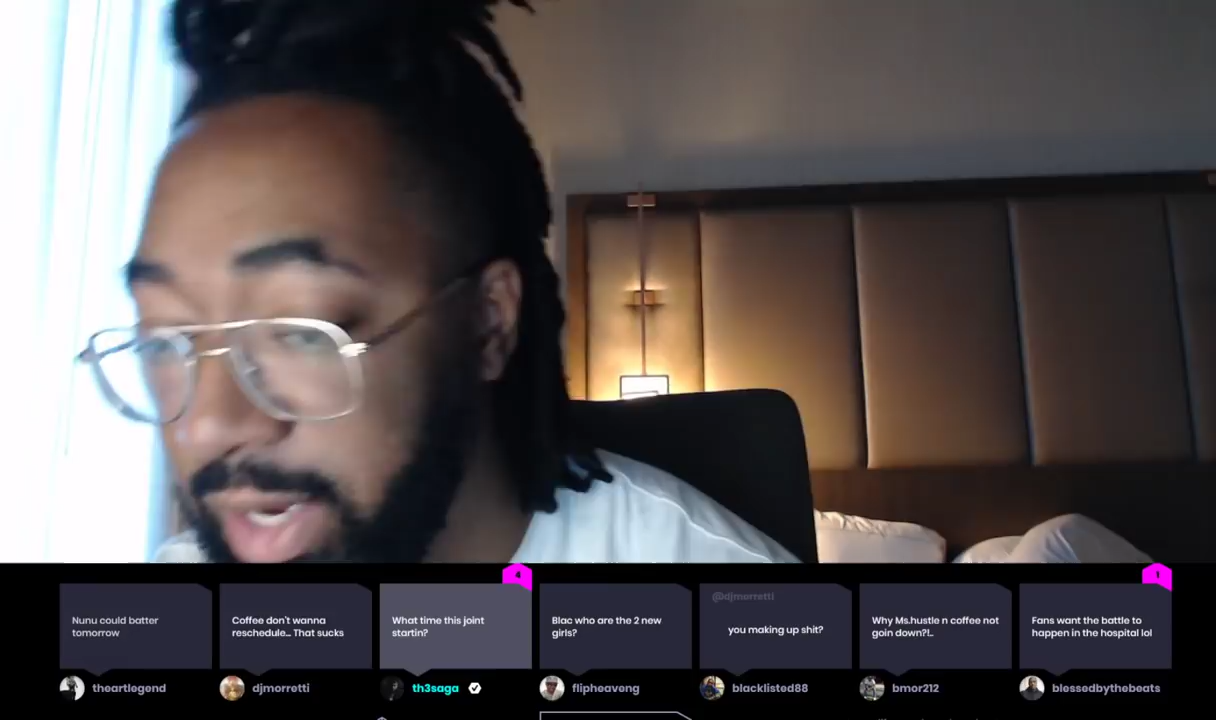 4
1
Nunu could batter
tomorrow
Coffee don't wanna
reschedule... That sucks
What time this joint
startin?
Blac who are the 2 new
girls?
@djmorretti
you making up shit?
Why Ms.hustle n coffee not
goin down?!..
Fans want the battle to
happen in the hospital lol
theartlegend
djmorretti
th3saga
flipheaveng
blacklisted88
bmor212
blessedbythebeats